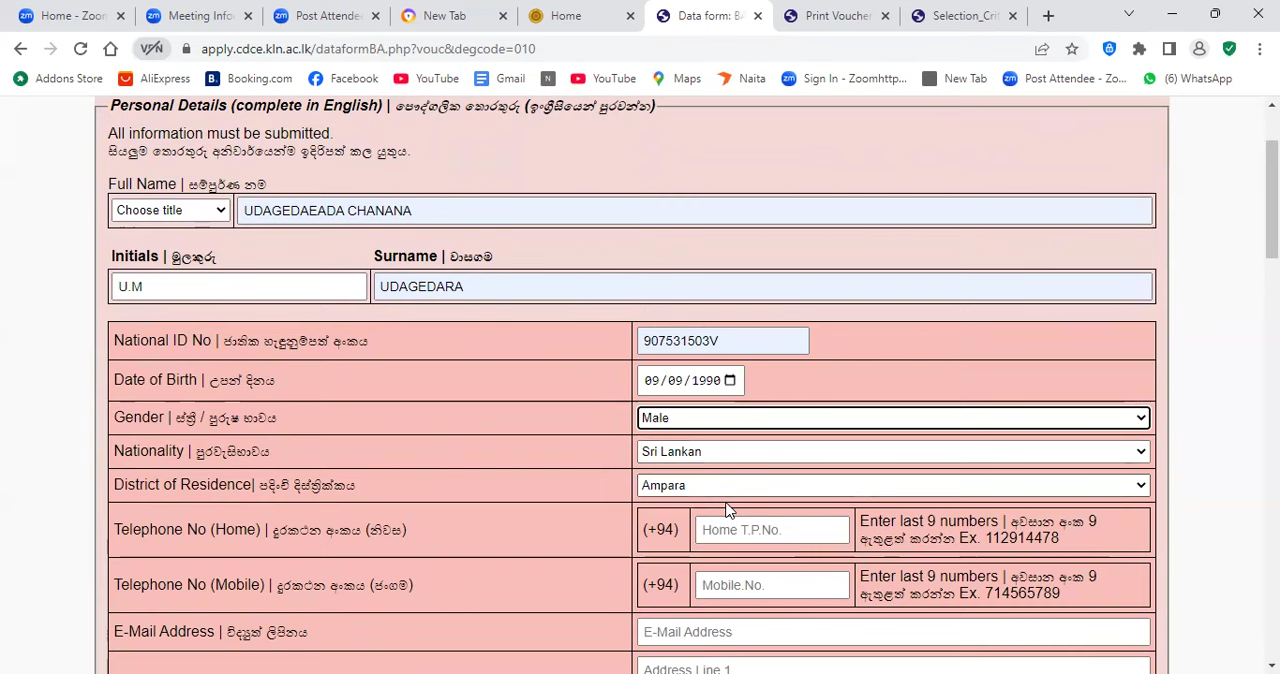 Home - Zoo
Meeting Info
Post Attende
New Tab
Home
Data form: BA
Print Voucher
Selection_Crit
VPN
apply.cdce.kln.ac.lk/dataformBA.php?vouc&degcode=010
Addons Store
AliExpress
Booking.com
Facebook
YouTube
Gmail
YouTube
Maps
Naita
Sign In - Zoomhttp...
New Tab
Post Attendee - Zo...
(6) WhatsApp
Personal Details (complete in English) | පෞද්ගලික තොරතුරු (ඉංග්‍රීසියෙන් පුරවන්න)
All information must be submitted.
සියලුම තොරතුරු අනිවාර්යෙන්ම ඉදිරිපත් කල යුතුය.
Full Name | සම්පූර්ණ නම
Choose title UDAGEDAEADA CHANANA
Initials | මුලකුරු Surname | වාසගම
U.M UDAGEDARA
National ID No | ජාතික හැඳුනුම්පත් අංකය 907531503V
Date of Birth | උපන් දිනය 09/09/1990
Gender | ස්ත්‍රී / පුරුෂ භාවය Male
Nationality | පුරවැසිභාවය Sri Lankan
District of Residence| පදිංචි දිස්ත්‍රික්කය Ampara
Telephone No (Home) | දුරකථන අංකය (නිවස) (+94) Home T.P.No. Enter last 9 numbers | අවසාන අංක 9
ඇතුළත් කරන්න Ex. 112914478
Telephone No (Mobile) | දුරකථන අංකය (ජංගම) (+94) Mobile.No. Enter last 9 numbers | අවසාන අංක 9
ඇතුළත් කරන්න Ex. 714565789
E-Mail Address | විද්‍යුත් ලිපිනය E-Mail Address
Address Line 1